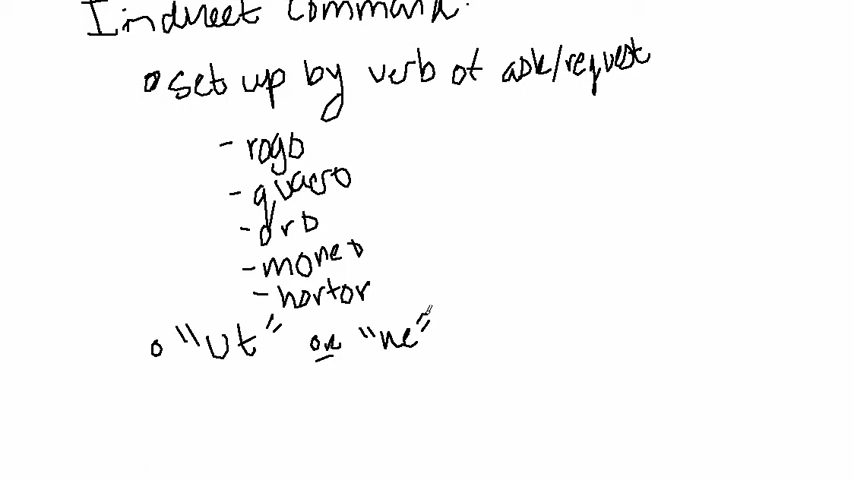 Indirect command:
set up by verb of ask/request
- rogo
- quaero
- oro
- moneo
- hortor
"Ut" or "ne"